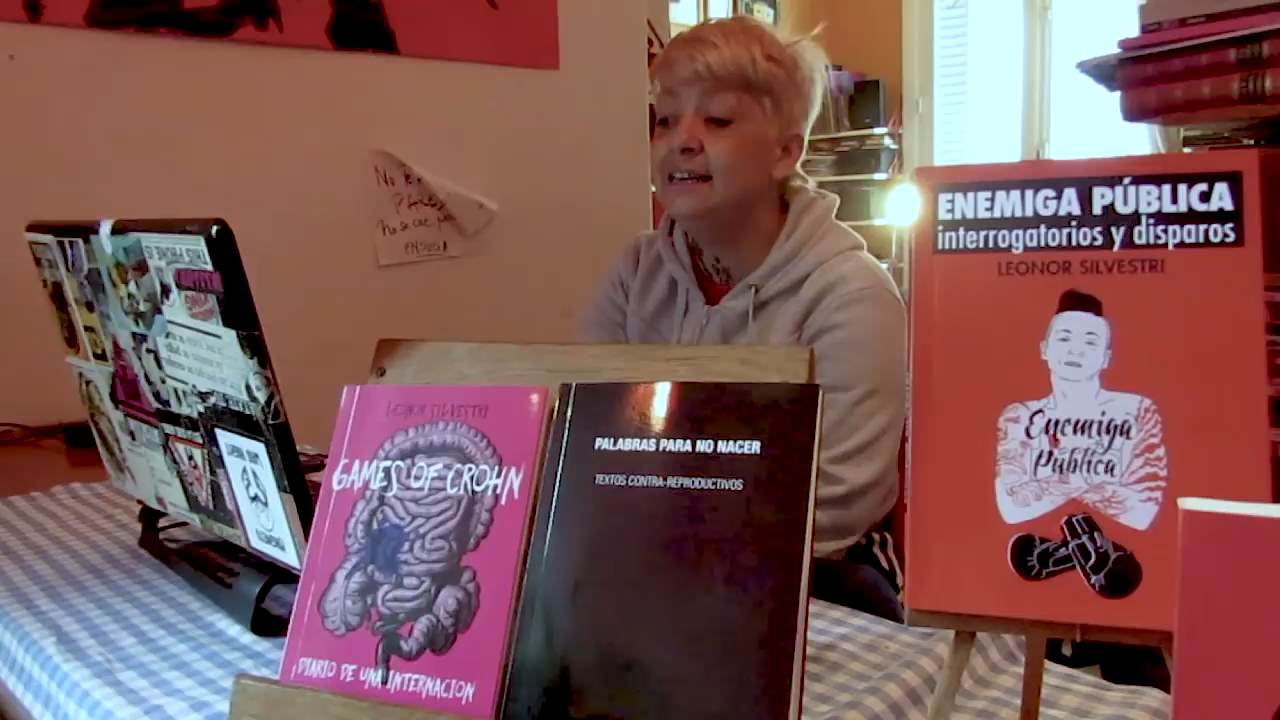 ENEMIGA PÚBLICA
interrogatorios y disparos
LEONOR SILVESTRI
Enemiga
Pública
LEONOR SILVESTRI
GAMES OF CROHN
DIARIO DE UNA INTERNACION
PALABRAS PARA NO NACER
TEXTOS CONTRA-REPRODUCTIVOS